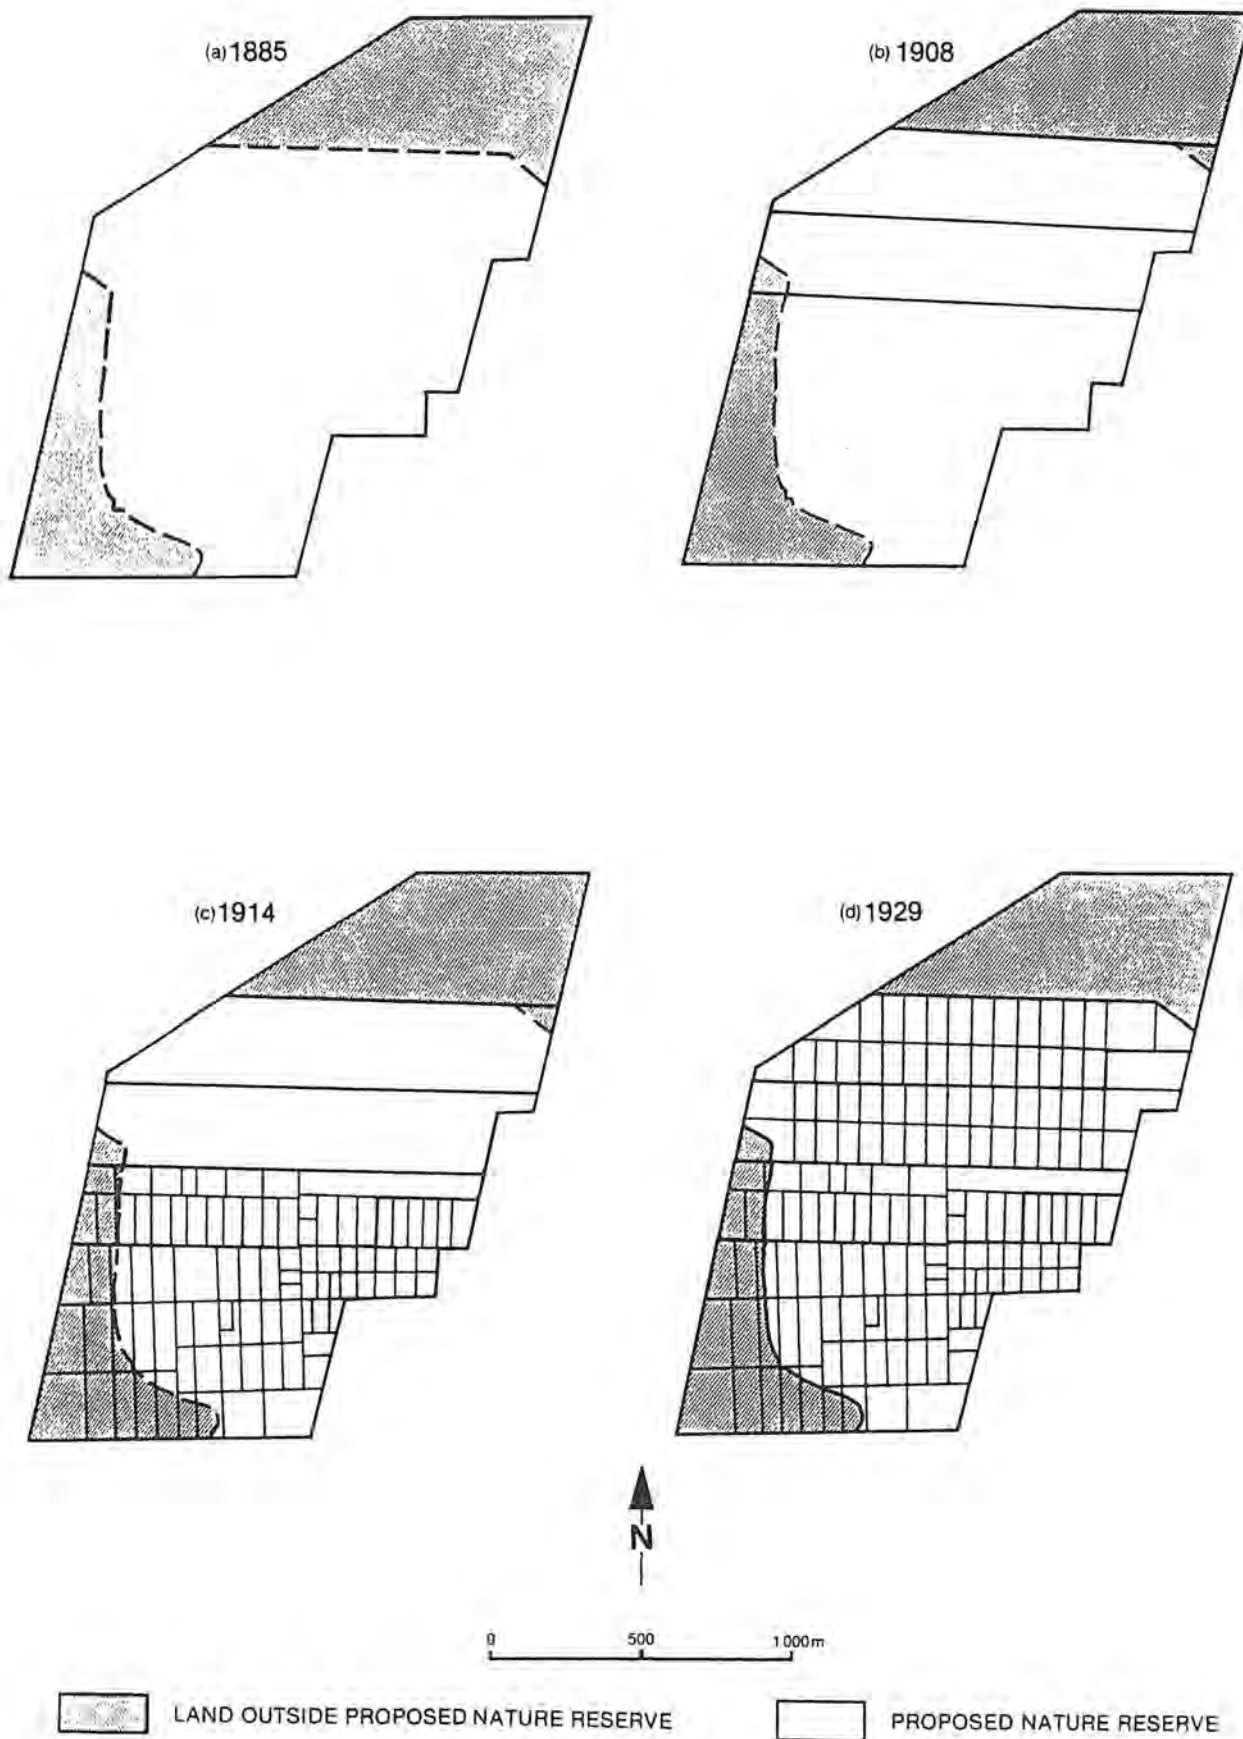 (a) 1885
(b) 1908
(c) 1914
(d) 1929
N
0 500 1000m
LAND OUTSIDE PROPOSED NATURE RESERVE
PROPOSED NATURE RESERVE